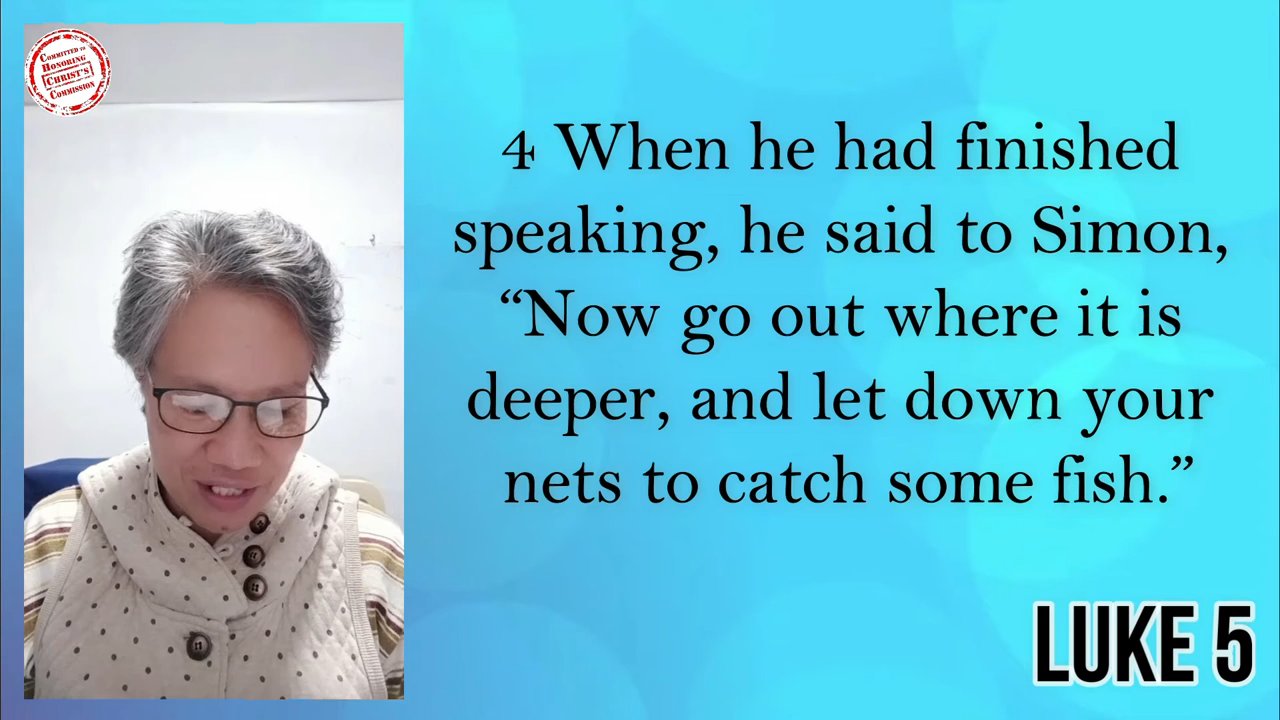 COMMITTED TO
HONORING
CHRIST'S
COMMISSION
4 When he had finished
speaking, he said to Simon,
“Now go out where it is
deeper, and let down your
nets to catch some fish.”
LUKE 5